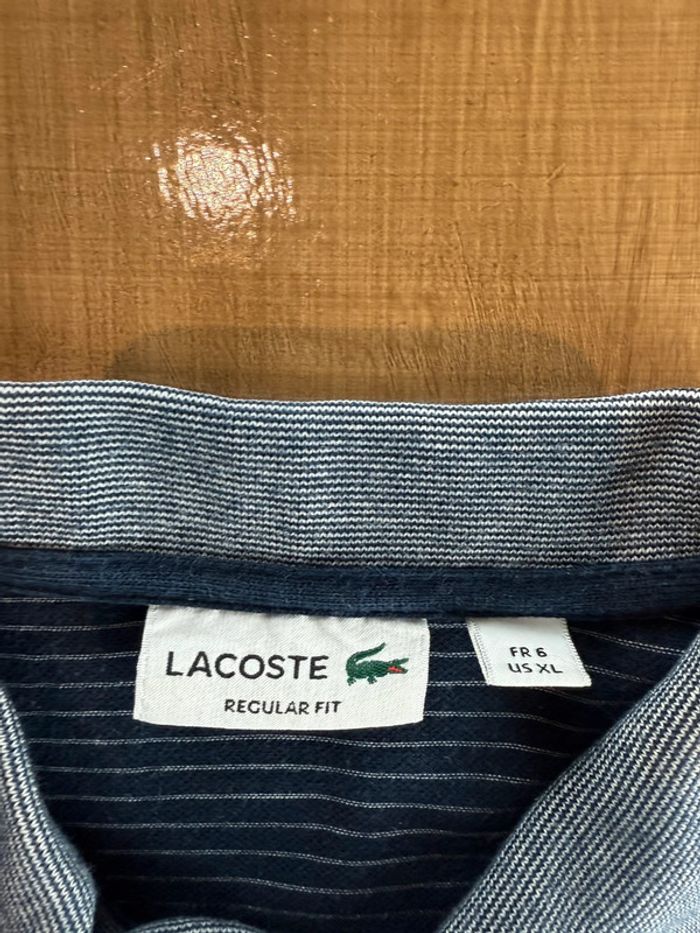 LACOSTE
REGULAR FIT
FR 6
US XL